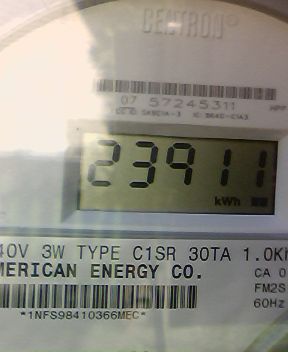 CENTRON®
07 57245311
23911
kWh
40V 3W TYPE C1SR 30TA 1.0Kh
MERICAN ENERGY CO.
CA 0
FM2S
60Hz
*1NFS98410366MEC*